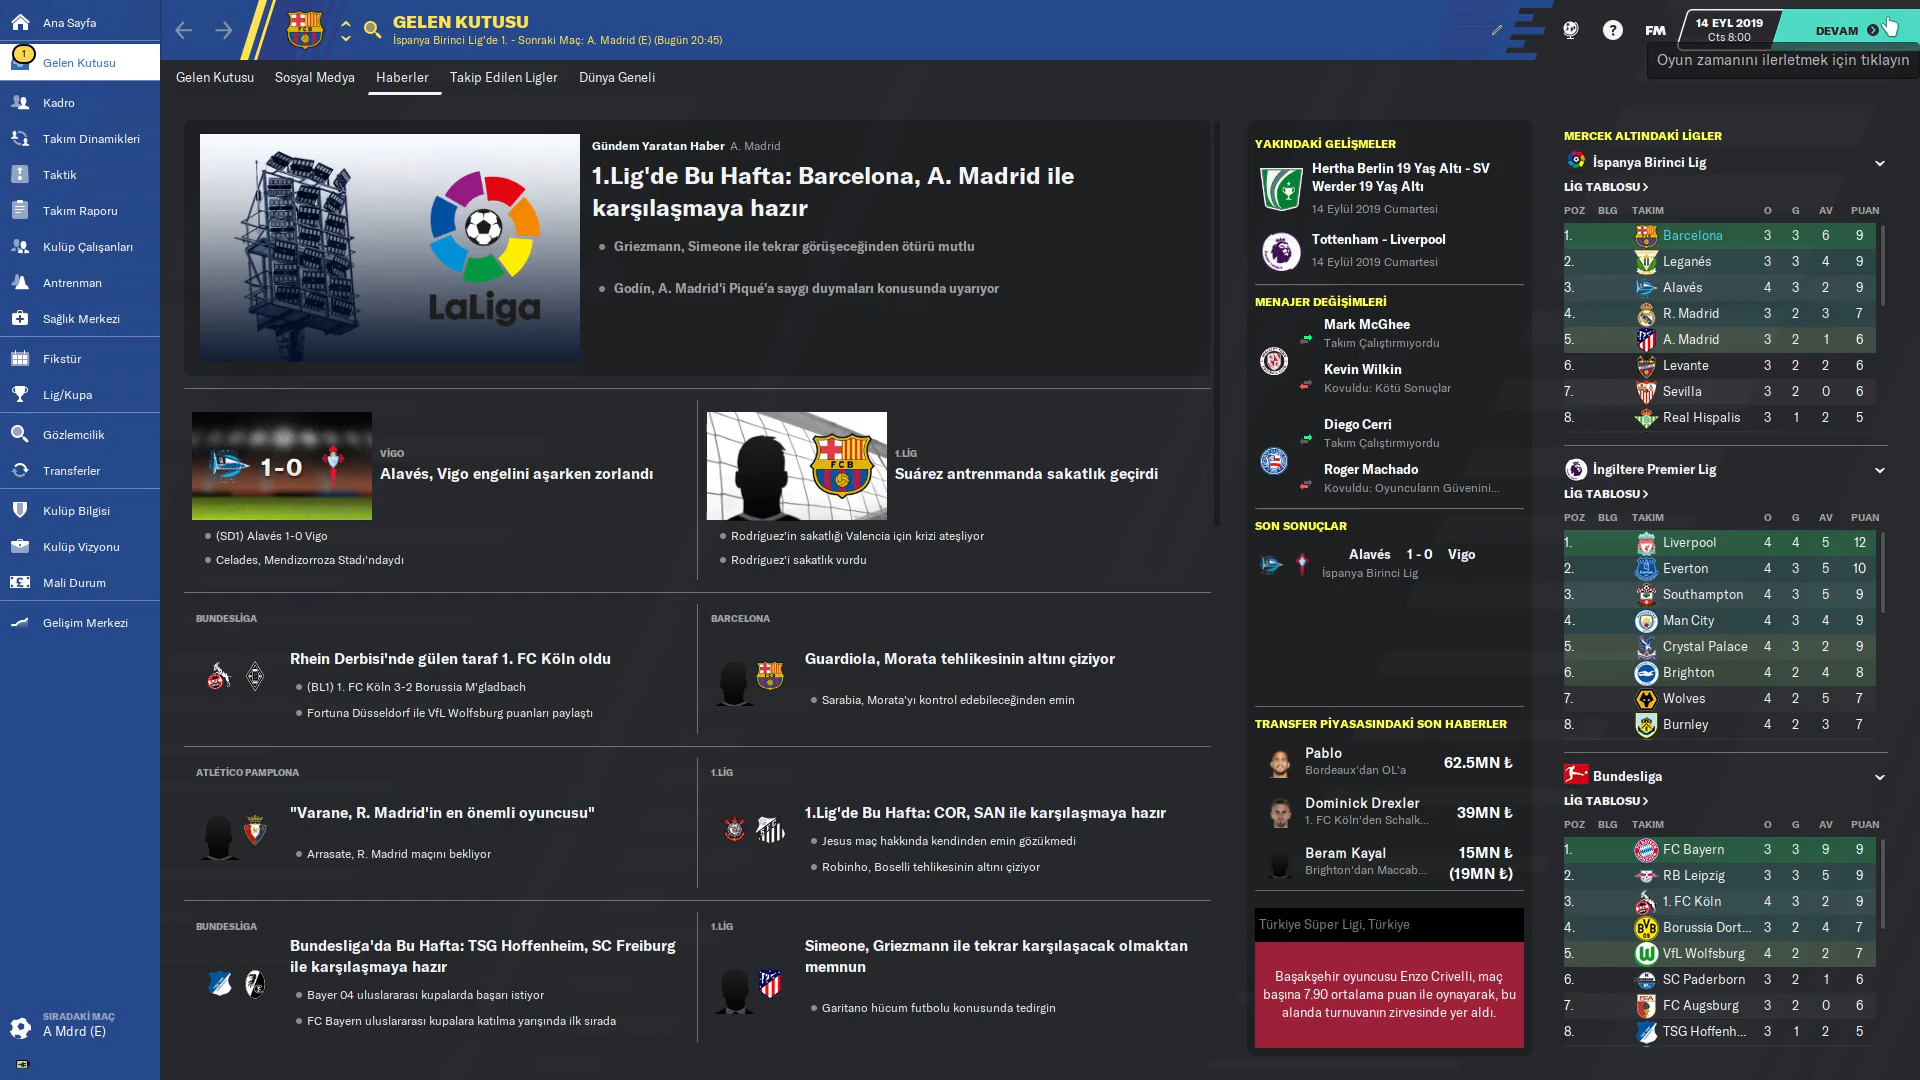 Ana Sayfa
1
Gelen Kutusu
Kadro
Takım Dinamikleri
Taktik
Takım Raporu
Kulüp Çalışanları
Antrenman
Sağlık Merkezi
Fikstür
Lig/Kupa
Gözlemcilik
Transferler
Kulüp Bilgisi
Kulüp Vizyonu
Mali Durum
Gelişim Merkezi
SIRADAKİ MAÇ
A Mdrd (E)
GELEN KUTUSU
İspanya Birinci Lig'de 1. - Sonraki Maç: A. Madrid (E) (Bugün 20:45)
?
FM
14 EYL 2019
Cts 8:00
DEVAM
Oyun zamanını ilerletmek için tıklayın
Gelen Kutusu
Sosyal Medya
Haberler
Takip Edilen Ligler
Dünya Geneli
LaLiga
Gündem Yaratan Haber A. Madrid
1.Lig'de Bu Hafta: Barcelona, A. Madrid ile
karşılaşmaya hazır
Griezmann, Simeone ile tekrar görüşeceğinden ötürü mutlu
Godín, A. Madrid'i Piqué'a saygı duymaları konusunda uyarıyor
1-0
VİGO
Alavés, Vigo engelini aşarken zorlandı
(SD1) Alavés 1-0 Vigo
Celades, Mendizorroza Stadı'ndaydı
FCB
1.LİG
Suárez antrenmanda sakatlık geçirdi
Rodríguez'in sakatlığı Valencia için krizi ateşliyor
Rodríguez'i sakatlık vurdu
BUNDESLİGA
Rhein Derbisi'nde gülen taraf 1. FC Köln oldu
(BL1) 1. FC Köln 3-2 Borussia M'gladbach
Fortuna Düsseldorf ile VfL Wolfsburg puanları paylaştı
BARCELONA
Guardiola, Morata tehlikesinin altını çiziyor
Sarabia, Morata'yı kontrol edebileceğinden emin
ATLÉTİCO PAMPLONA
"Varane, R. Madrid'in en önemli oyuncusu"
Arrasate, R. Madrid maçını bekliyor
1.LİG
1.Lig'de Bu Hafta: COR, SAN ile karşılaşmaya hazır
Jesus maç hakkında kendinden emin gözükmedi
Robinho, Boselli tehlikesinin altını çiziyor
BUNDESLİGA
Bundesliga'da Bu Hafta: TSG Hoffenheim, SC Freiburg
ile karşılaşmaya hazır
Bayer 04 uluslararası kupalarda başarı istiyor
FC Bayern uluslararası kupalara katılma yarışında ilk sırada
1.LİG
Simeone, Griezmann ile tekrar karşılaşacak olmaktan
memnun
Garitano hücum futbolu konusunda tedirgin
YAKINDAKİ GELİŞMELER
Hertha Berlin 19 Yaş Altı - SV
Werder 19 Yaş Altı
14 Eylül 2019 Cumartesi
Tottenham - Liverpool
14 Eylül 2019 Cumartesi
MENAJER DEĞİŞİMLERİ
Mark McGhee
Takım Çalıştırmıyordu
Kevin Wilkin
Kovuldu: Kötü Sonuçlar
Diego Cerri
Takım Çalıştırmıyordu
Roger Machado
Kovuldu: Oyuncuların Güvenini...
SON SONUÇLAR
Alavés 1 - 0 Vigo
İspanya Birinci Lig
TRANSFER PİYASASINDAKİ SON HABERLER
Pablo
Bordeaux'dan OL'a
62.5MN ₺
Dominick Drexler
1. FC Köln'den Schalk...
39MN ₺
Beram Kayal
Brighton'dan Maccab...
15MN ₺
(19MN ₺)
Türkiye Süper Ligi, Türkiye
Başakşehir oyuncusu Enzo Crivelli, maç
başına 7.90 ortalama puan ile oynayarak, bu
alanda turnuvanın zirvesinde yer aldı.
MERCEK ALTINDAKİ LİGLER
İspanya Birinci Lig
LİG TABLOSU
POZ BLG TAKIM O G AV PUAN
1. Barcelona 3 3 6 9
2. Leganés 3 3 4 9
3. Alavés 4 3 2 9
4. R. Madrid 3 2 3 7
5. A. Madrid 3 2 1 6
6. Levante 3 2 2 6
7. Sevilla 3 2 0 6
8. Real Hispalis 3 1 2 5
İngiltere Premier Lig
LİG TABLOSU
POZ BLG TAKIM O G AV PUAN
1. Liverpool 4 4 5 12
2. Everton 4 3 5 10
3. Southampton 4 3 5 9
4. Man City 4 3 4 9
5. Crystal Palace 4 3 2 9
6. Brighton 4 2 4 8
7. Wolves 4 2 5 7
8. Burnley 4 2 3 7
Bundesliga
LİG TABLOSU
POZ BLG TAKIM O G AV PUAN
1. FC Bayern 3 3 9 9
2. RB Leipzig 3 3 5 9
3. 1. FC Köln 4 3 2 9
4. Borussia Dort... 3 2 4 7
5. VfL Wolfsburg 4 2 2 7
6. SC Paderborn 3 2 1 6
7. FC Augsburg 3 2 0 6
8. TSG Hoffenh... 3 1 2 5